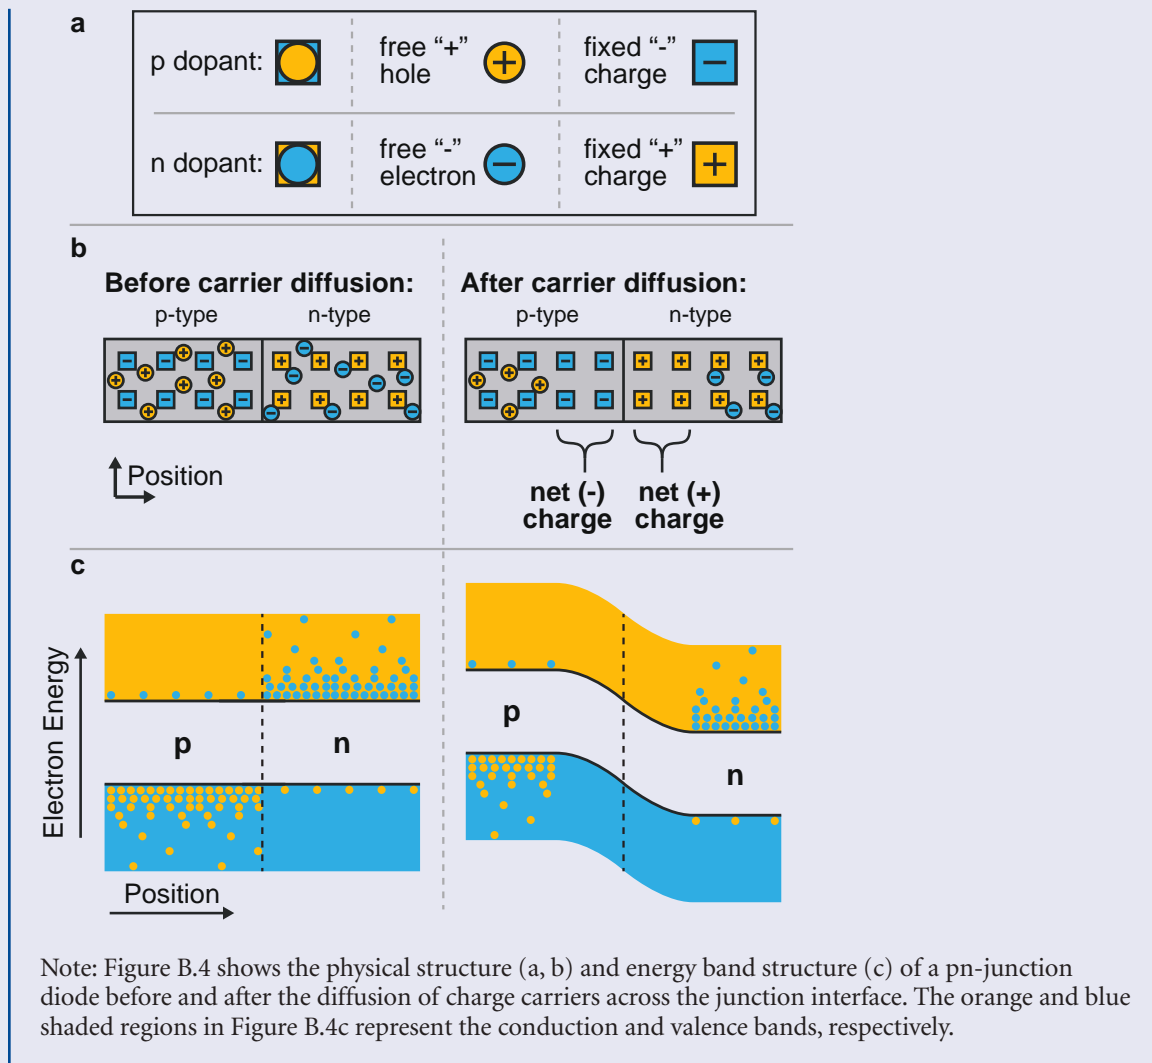 a
p dopant:
free “+”
hole
+
fixed “-”
charge
−
n dopant:
free “-”
electron
−
fixed “+”
charge
+
b
Before carrier diffusion:
p-type
n-type
After carrier diffusion:
p-type
n-type
Position
net (-)
charge
net (+)
charge
c
Electron Energy
p
n
Position
p
n
Note: Figure B.4 shows the physical structure (a, b) and energy band structure (c) of a pn-junction
diode before and after the diffusion of charge carriers across the junction interface. The orange and blue
shaded regions in Figure B.4c represent the conduction and valence bands, respectively.